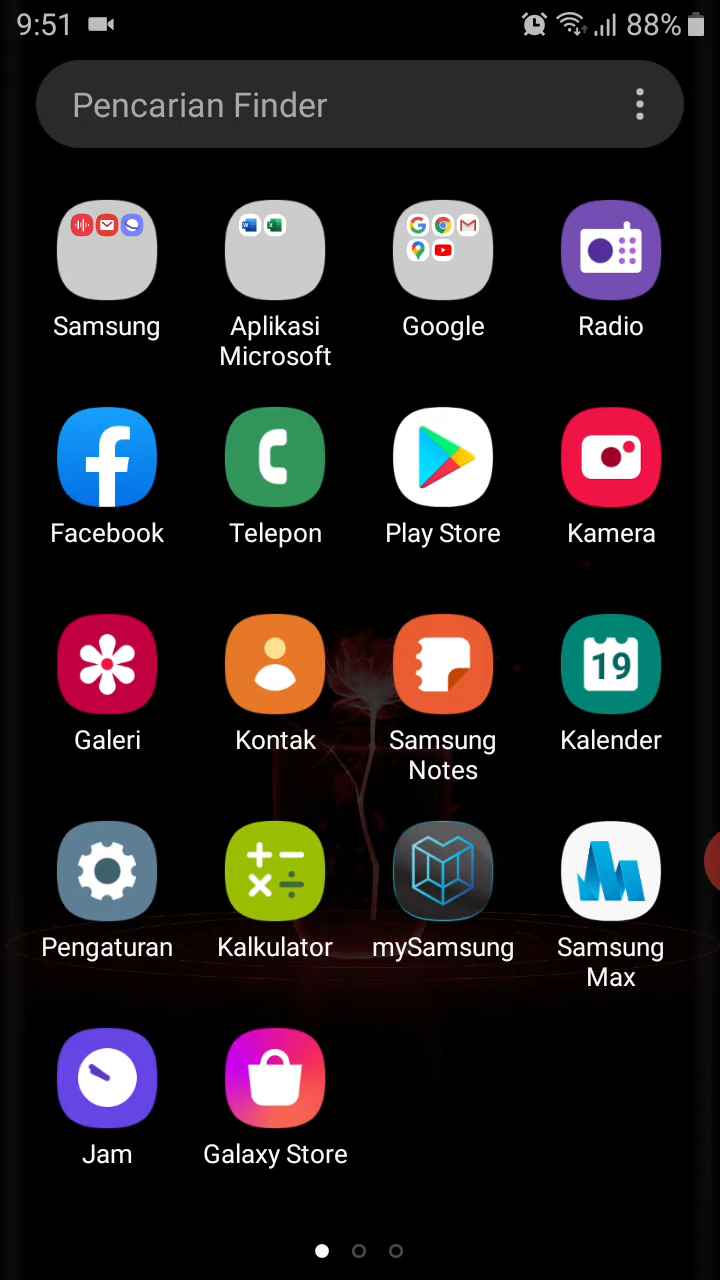 9:51 88%
Pencarian Finder
Samsung Aplikasi Microsoft Google Radio
Facebook Telepon Play Store Kamera
19
Galeri Kontak Samsung Notes Kalender
Pengaturan Kalkulator mySamsung Samsung Max
Jam Galaxy Store